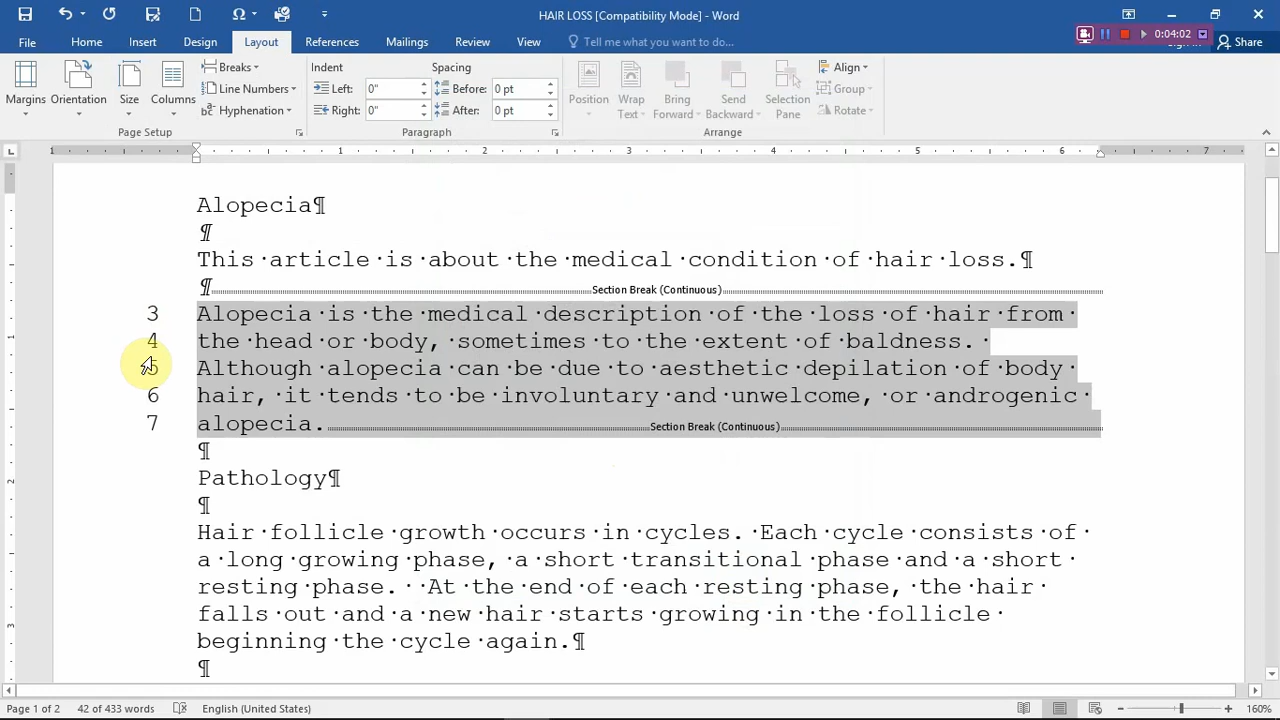 HAIR LOSS [Compatibility Mode] - Word
0:04:02
File Home Insert Design Layout References Mailings Review View Tell me what you want to do... Share
Margins Orientation Size Columns
Breaks
Line Numbers
Hyphenation
Page Setup
Indent Spacing
Left: 0" Before: 0 pt
Right: 0" After: 0 pt
Paragraph
Position Wrap Text Bring Forward Send Backward Selection Pane
Align
Group
Rotate
Arrange
1 1 2 3 4 5 6 7
Alopecia¶
¶
This·article·is·about·the·medical·condition·of·hair·loss.¶
¶ Section Break (Continuous)
3 Alopecia·is·the·medical·description·of·the·loss·of·hair·from·
4 the·head·or·body,·sometimes·to·the·extent·of·baldness.·
5 Although·alopecia·can·be·due·to·aesthetic·depilation·of·body·
6 hair,·it·tends·to·be·involuntary·and·unwelcome,·or·androgenic·
7 alopecia. Section Break (Continuous)
¶
Pathology¶
¶
Hair·follicle·growth·occurs·in·cycles.·Each·cycle·consists·of·
a·long·growing·phase,·a·short·transitional·phase·and·a·short·
resting·phase.··At·the·end·of·each·resting·phase,·the·hair·
falls·out·and·a·new·hair·starts·growing·in·the·follicle·
beginning·the·cycle·again.¶
¶
Page 1 of 2 42 of 433 words English (United States) 160%